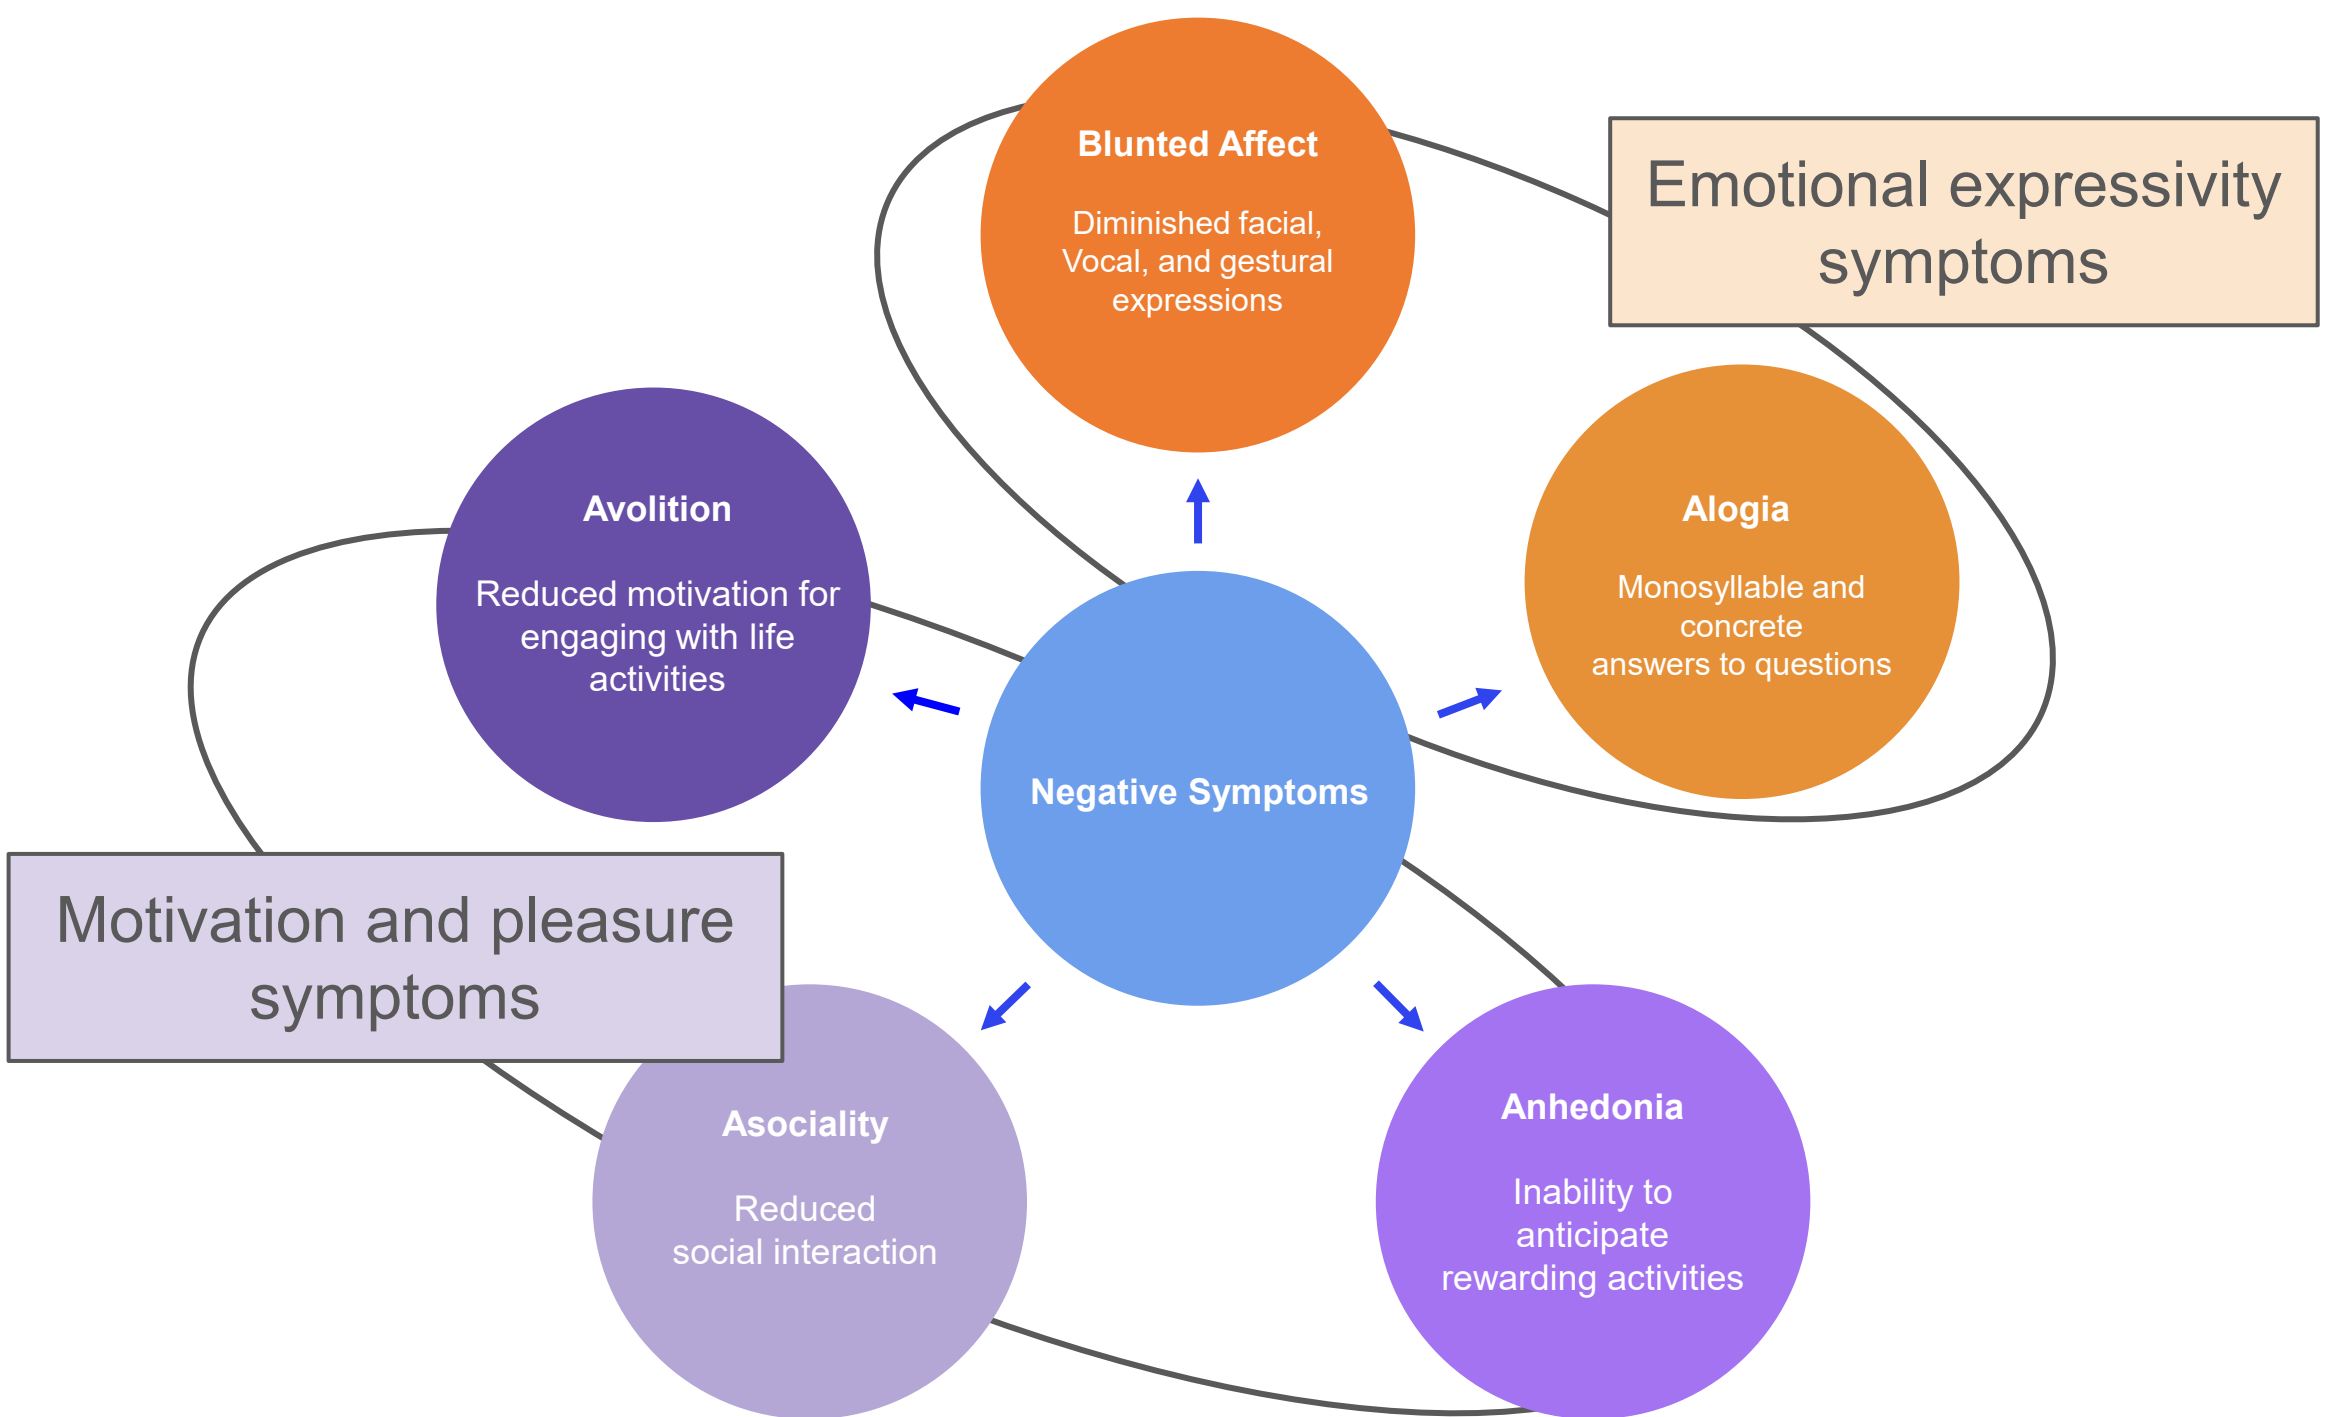 Blunted Affect
Diminished facial,
Vocal, and gestural
expressions
Emotional expressivity
symptoms
Avolition
Reduced motivation for
engaging with life
activities
Alogia
Monosyllable and
concrete
answers to questions
Negative Symptoms
Motivation and pleasure
symptoms
Asociality
Reduced
social interaction
Anhedonia
Inability to
anticipate
rewarding activities